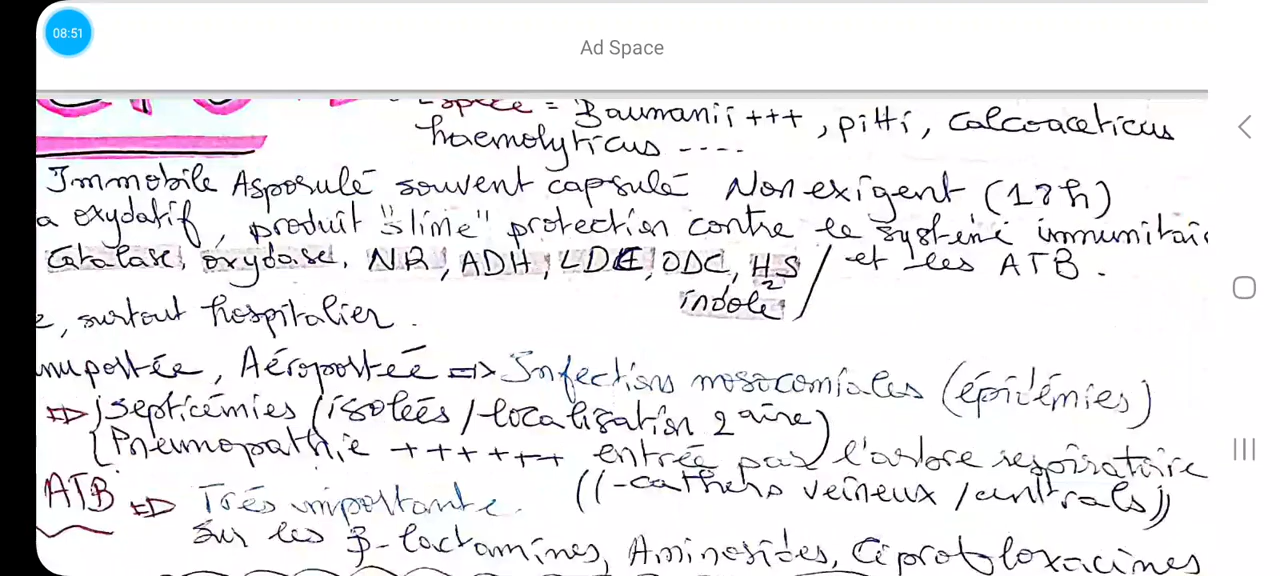 08:51
Ad Space
- espèce = Baumanii +++, pitti, calcoaceticus
haemolyticus ----
Immobile Asporulé souvent capsulé Non exigent (18h)
a oxydatif, produit "slime" protection contre le système immunitair
Catalase, oxydase, NR, ADH, LDC, ODC, H2S / et les ATB.
indole /
e, surtout hospitalier.
nuportée, Aéroportée => Infections nosocomiales (épidémies)
=> Septicémies (isolées / localisation 2aire)
Pneumopathie +++++++ entrée par l'arbre respiratoire
ATB => Trés importante. ((-cathers veineux / centrals))
sur les β-lactamines, Aminosides, Ciprofloxacines